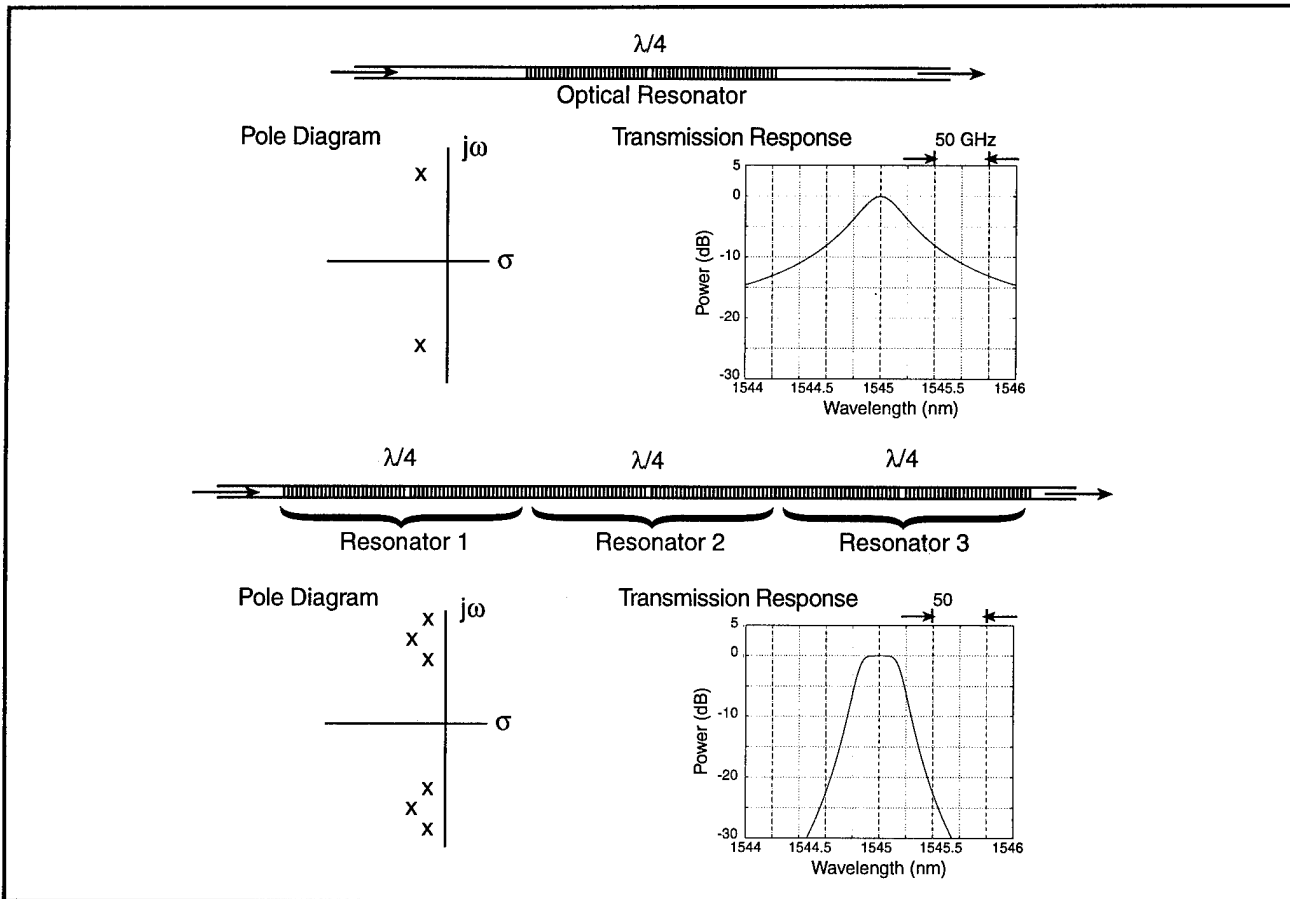 λ/4
Optical Resonator
Pole Diagram
jω
x
σ
x
Transmission Response
50 GHz
5
0
-10
-20
-30
Power (dB)
1544 1544.5 1545 1545.5 1546
Wavelength (nm)
λ/4 λ/4 λ/4
Resonator 1 Resonator 2 Resonator 3
Pole Diagram
jω
x
x
x
σ
x
x
x
Transmission Response
50
5
0
-10
-20
-30
Power (dB)
1544 1544.5 1545 1545.5 1546
Wavelength (nm)